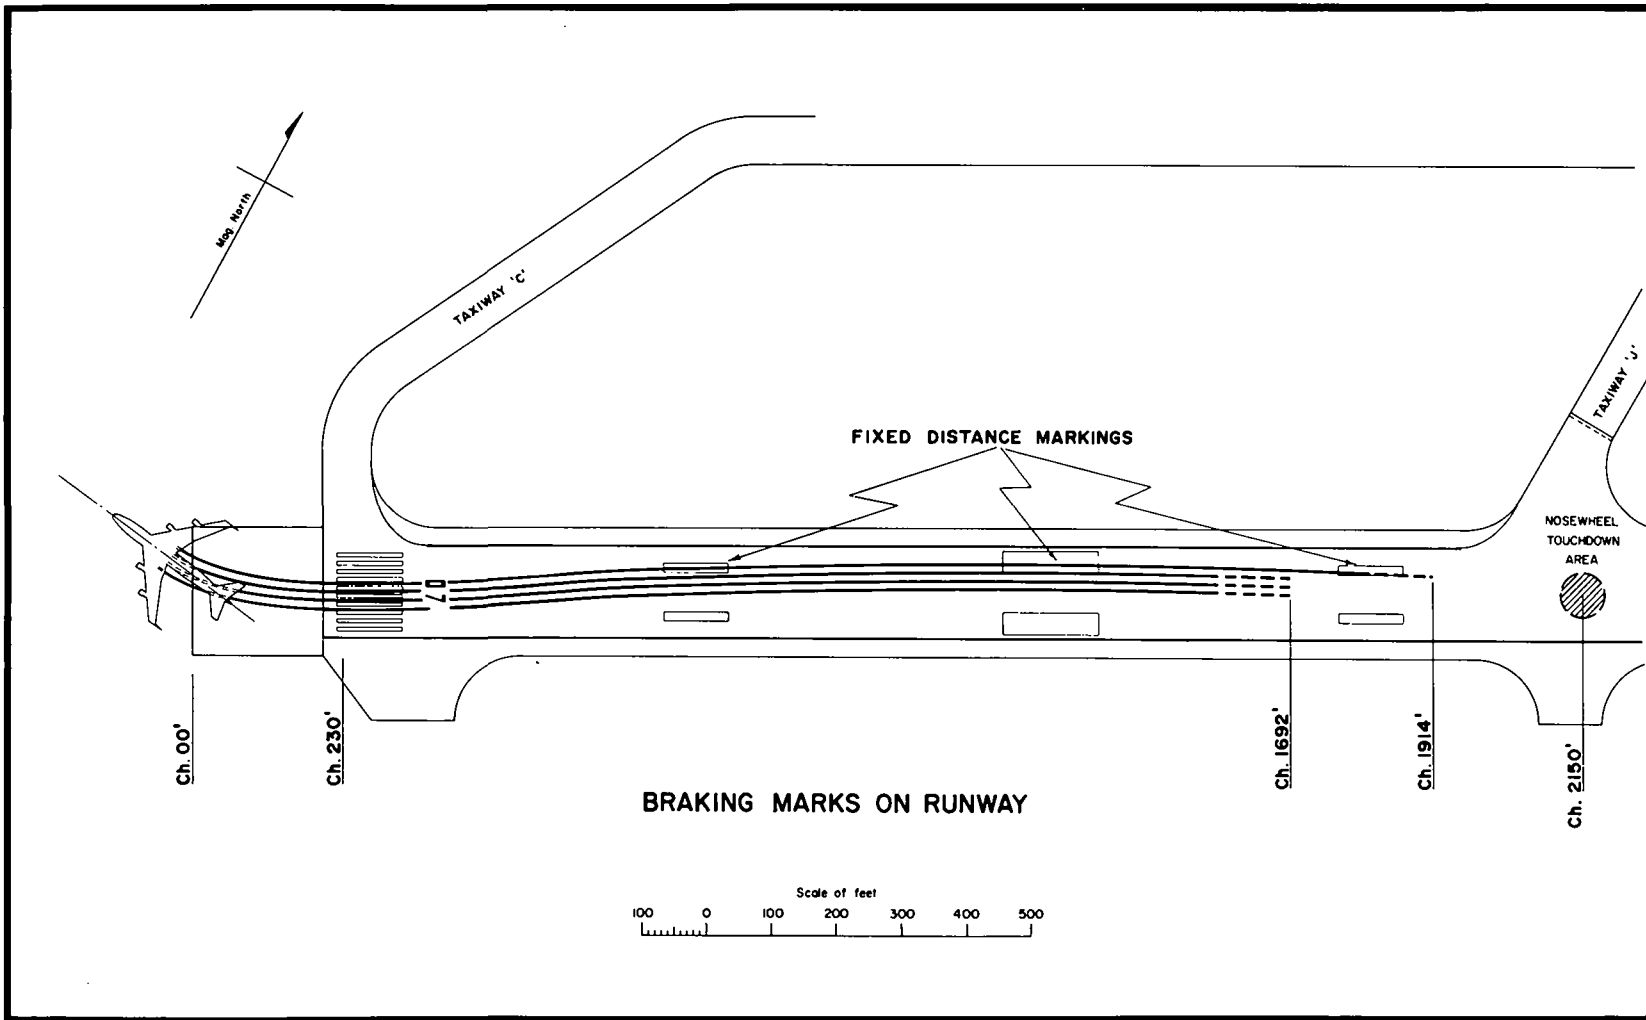 Mag. North
TAXIWAY 'C'
TAXIWAY 'J'
FIXED DISTANCE MARKINGS
NOSEWHEEL
TOUCHDOWN
AREA
07
Ch. 00'
Ch. 230'
Ch. 1692'
Ch. 1914'
Ch. 2150'
BRAKING MARKS ON RUNWAY
Scale of feet
100 0 100 200 300 400 500